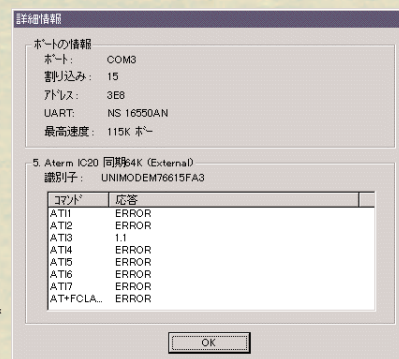 詳細情報
ポートの情報
ポート: COM3
割り込み: 15
アドレス: 3E8
UART: NS 16550AN
最高速度: 115K ボー
5. Aterm IC20 同期64K (External)
識別子: UNIMODEM76615FA3
コマンド 応答
ATI1 ERROR
ATI2 ERROR
ATI3 1.1
ATI4 ERROR
ATI5 ERROR
ATI6 ERROR
ATI7 ERROR
AT+FCLA... ERROR
OK